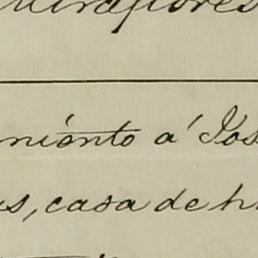 Miraflores
niento á Jos
s, casa de h